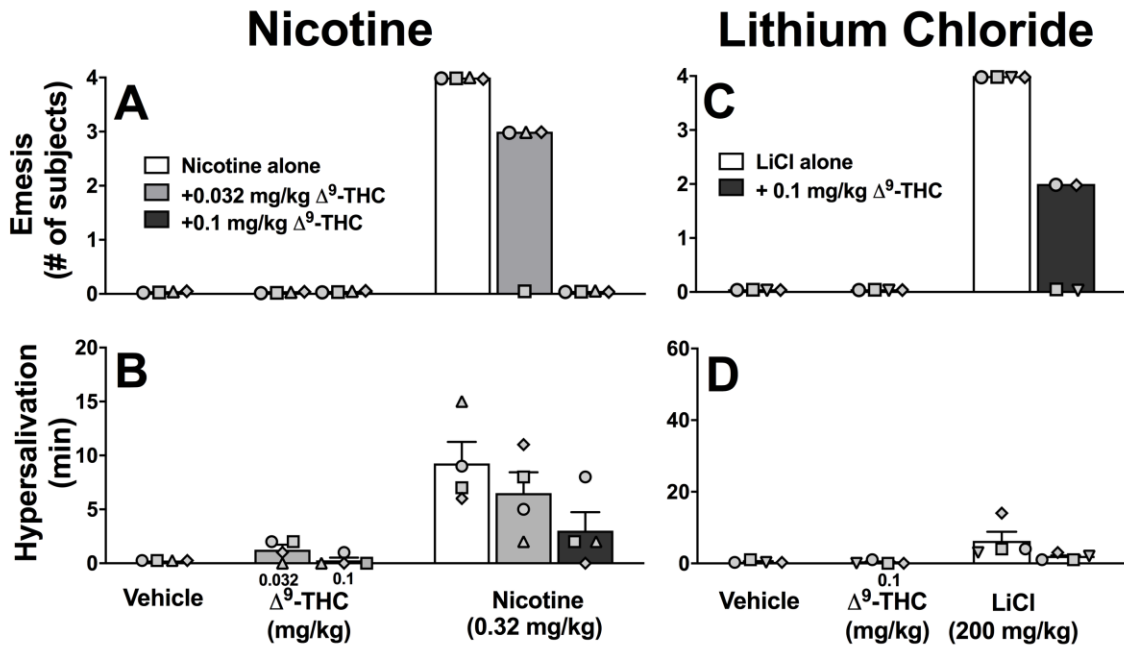 Nicotine
Lithium Chloride
A
Emesis
(# of subjects)
4
3
2
1
0
Nicotine alone
+0.032 mg/kg Δ⁹-THC
+0.1 mg/kg Δ⁹-THC
C
4
3
2
1
0
LiCl alone
+ 0.1 mg/kg Δ⁹-THC
B
Hypersalivation
(min)
20
15
10
5
0
Vehicle
0.032
0.1
Δ⁹-THC
(mg/kg)
Nicotine
(0.32 mg/kg)
D
60
40
20
0
Vehicle
0.1
Δ⁹-THC
(mg/kg)
LiCl
(200 mg/kg)